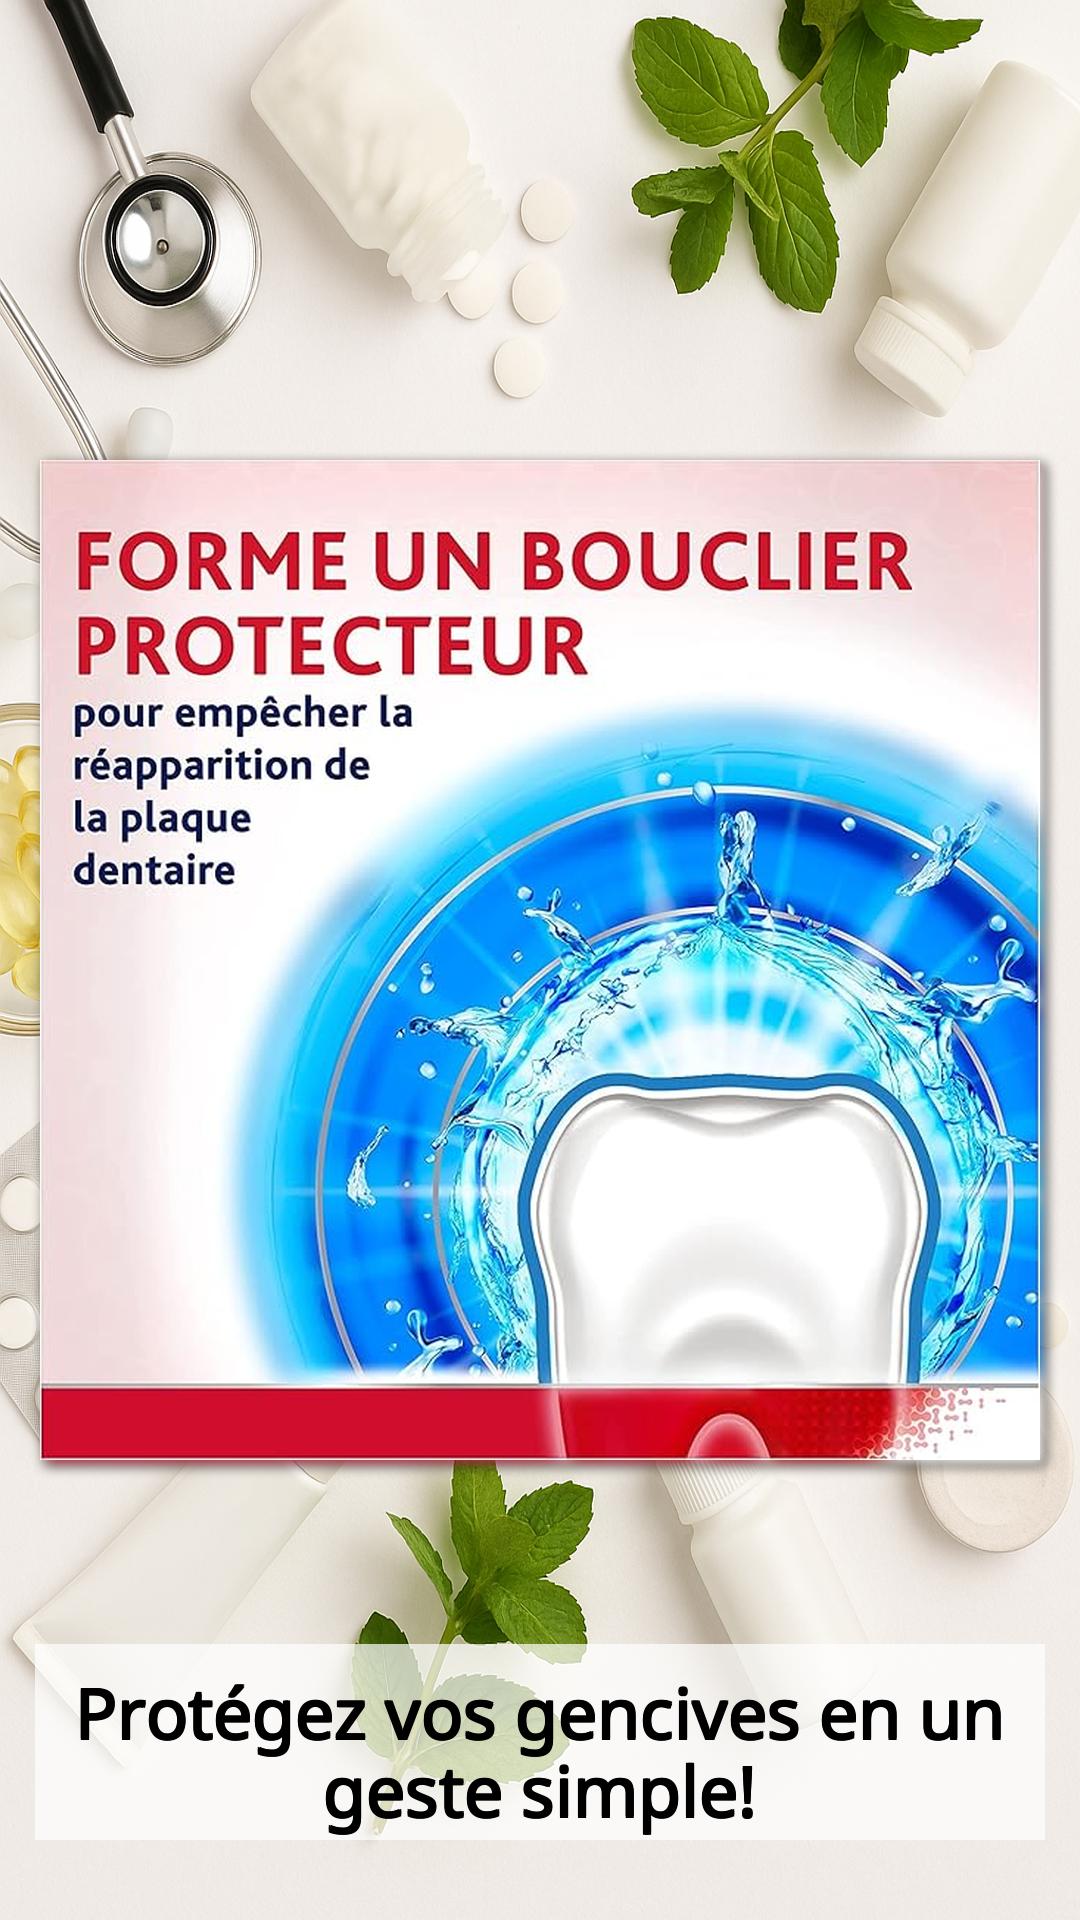 FORME UN BOUCLIER
PROTECTEUR
pour empêcher la
réapparition de
la plaque
dentaire
Protégez vos gencives en un
geste simple!